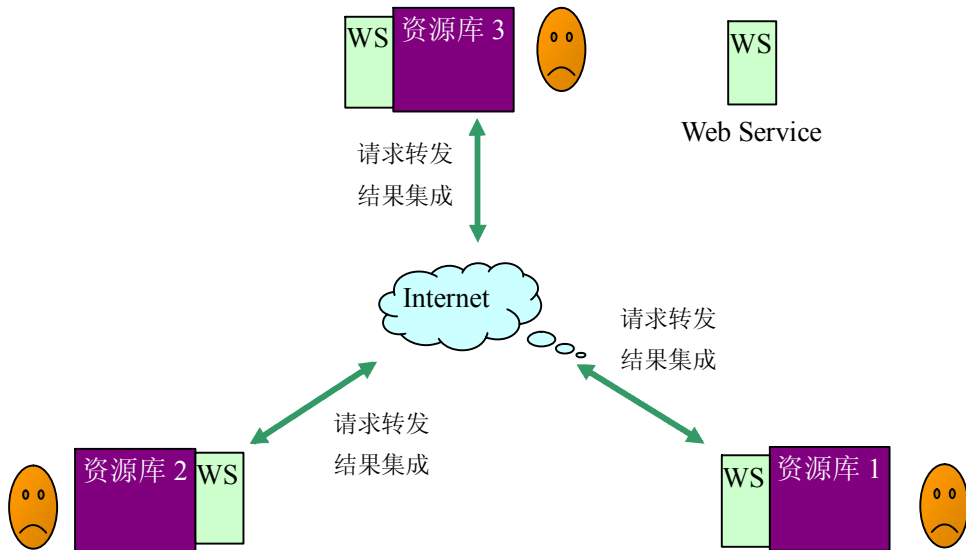 WS
资源库 3
WS
Web Service
请求转发
结果集成
Internet
请求转发
结果集成
请求转发
结果集成
资源库 2
WS
WS
资源库 1